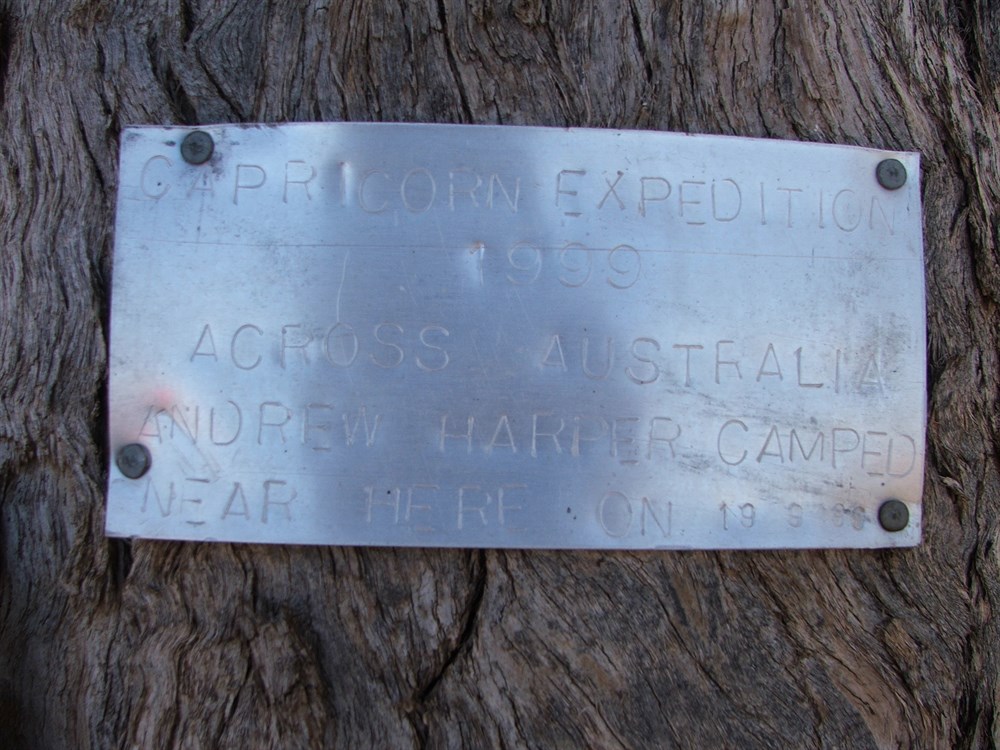 CAPRICORN EXPEDITION
1999
ACROSS AUSTRALIA
ANDREW HARPER CAMPED
NEAR HERE ON 19 9 99